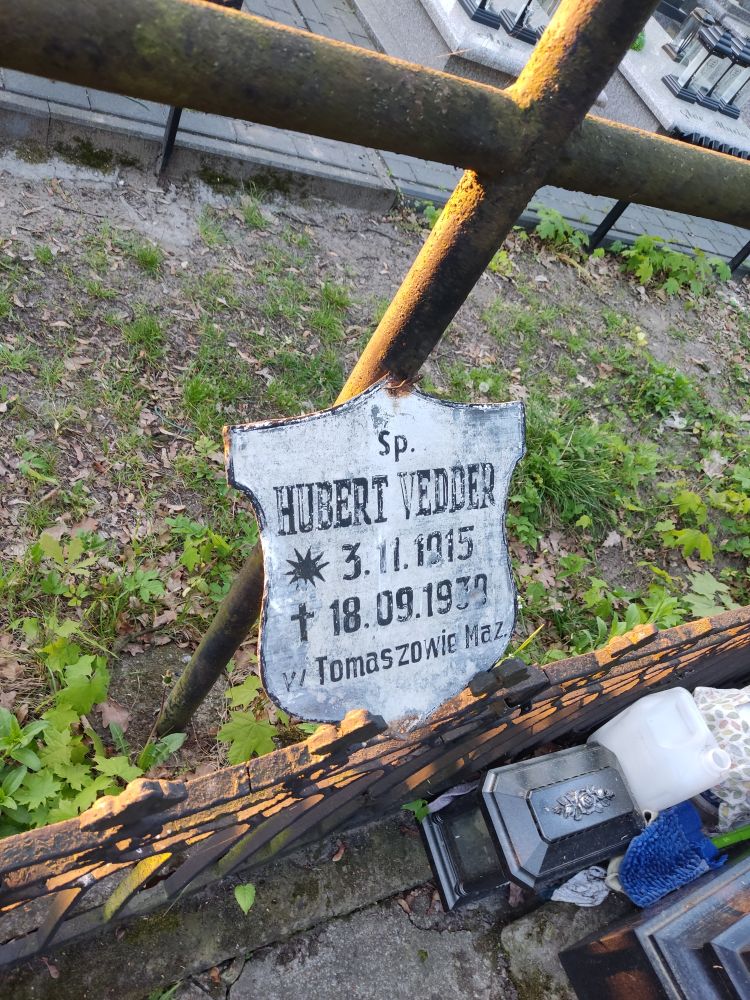 Sp.
HUBERT VEDDER
3.11.1915
18.09.1939
w Tomaszowie Maz.